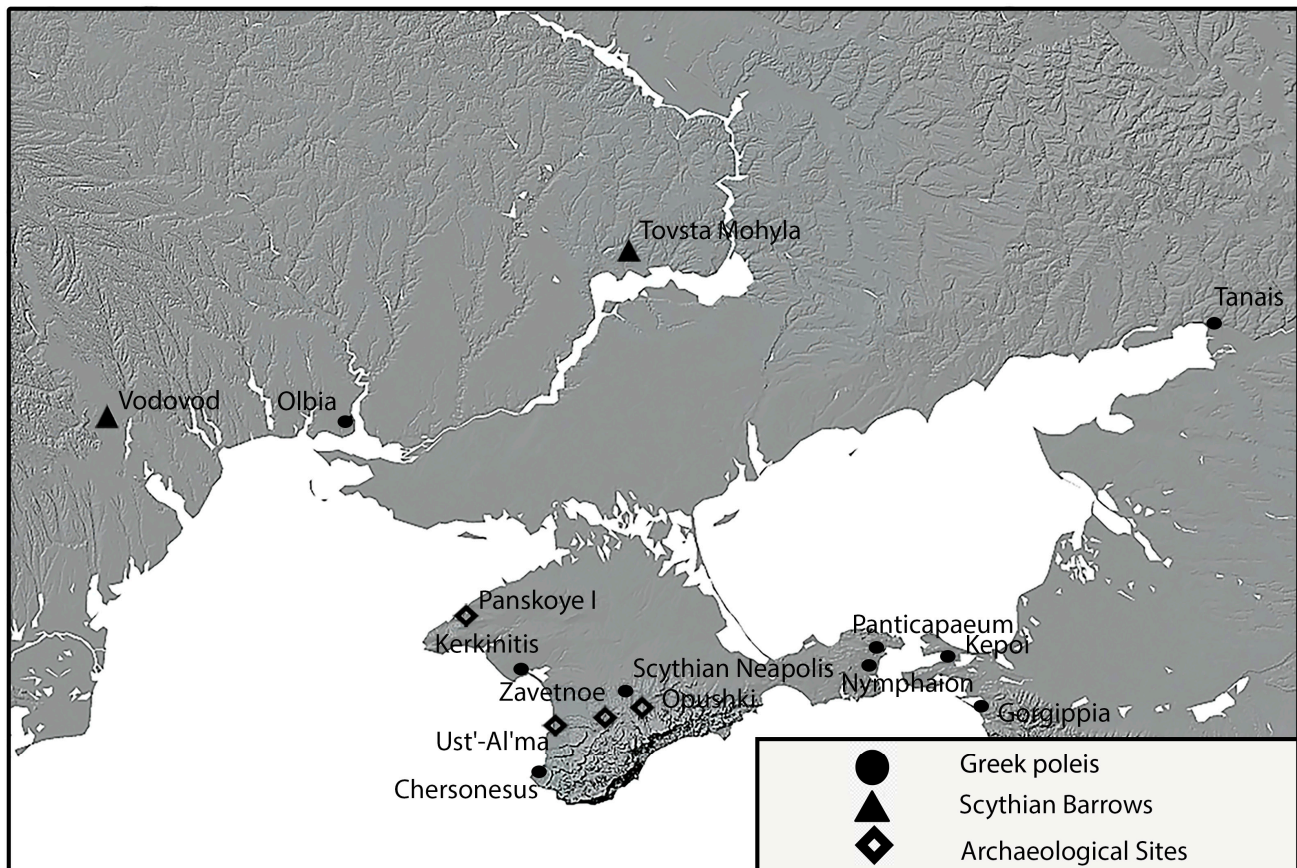 Tovsta Mohyla
Tanais
Vodovod
Olbia
Panskoye I
Kerkinitis
Panticapaeum
Kepoi
Scythian Neapolis
Nymphaion
Zavetnoe
Opushki
Gorgippia
Ust'-Al'ma
Chersonesus
Greek poleis
Scythian Barrows
Archaeological Sites